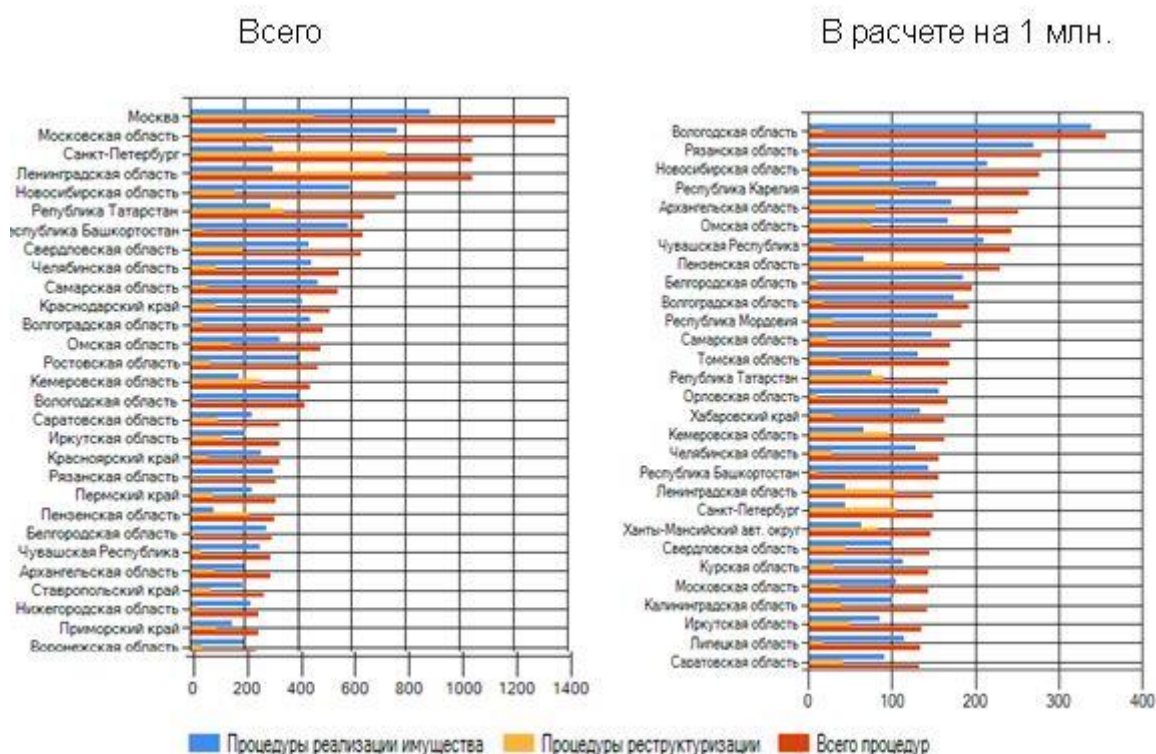 Всего
Москва
Московская область
Санкт-Петербург
Ленинградская область
Новосибирская область
Република Татарстан
еспублика Башкортостан
Свердловская область
Челябинская область
Самарская область
Краснодарский край
Волгоградская область
Омская область
Ростовская область
Кемеровская область
Вологодская область
Саратовская область
Иркутская область
Красноярский край
Рязанская область
Пермский край
Пензенская область
Белгородская область
Чувашская Республика
Архангельская область
Ставропольский край
Нижегородская область
Приморский край
Воронежская область
0 200 400 600 800 1000 1200 1400
В расчете на 1 млн.
Вологодская область
Рязанская область
Новосибирская область
Республика Карелия
Архангельская область
Омская область
Чувашская Республика
Пензенская область
Белгородская область
Волгоградская область
Республика Мордовия
Самарская область
Томская область
Република Татарстан
Орловская область
Хабаровский край
Кемеровская область
Челябинская область
Республика Башкортостан
Ленинградская область
Санкт-Петербург
Ханты-Мансийский авт. округ
Свердловская область
Курская область
Московская область
Калининградская область
Иркутская область
Липецкая область
Саратовская область
0 100 200 300 400
Процедуры реализации имущества Процедуры реструктуризации Всего процедур